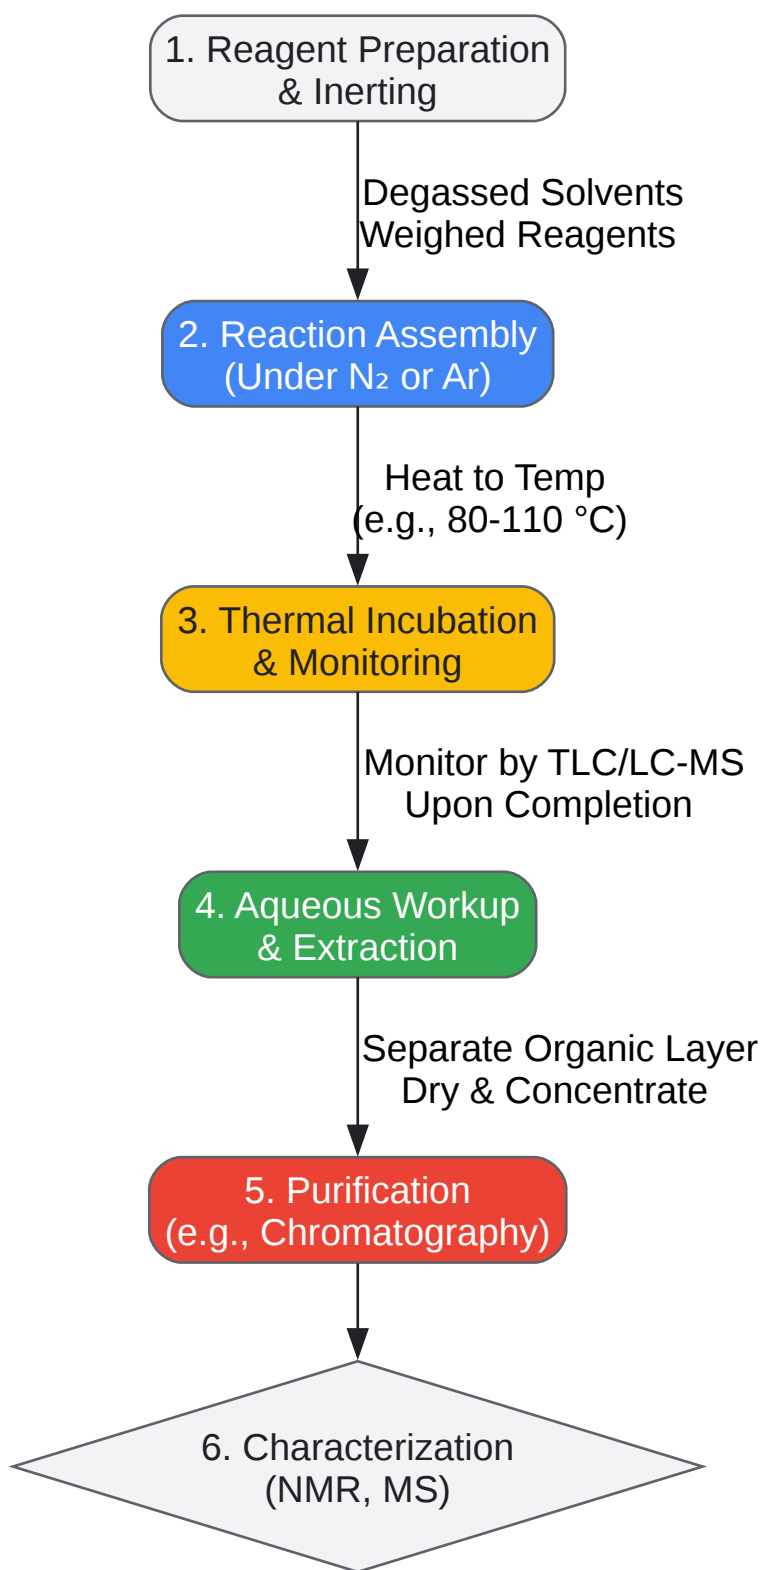 1. Reagent Preparation
& Inerting
Degassed Solvents
Weighed Reagents
2. Reaction Assembly
(Under N₂ or Ar)
Heat to Temp
(e.g., 80-110 °C)
3. Thermal Incubation
& Monitoring
Monitor by TLC/LC-MS
Upon Completion
4. Aqueous Workup
& Extraction
Separate Organic Layer
Dry & Concentrate
5. Purification
(e.g., Chromatography)
6. Characterization
(NMR, MS)